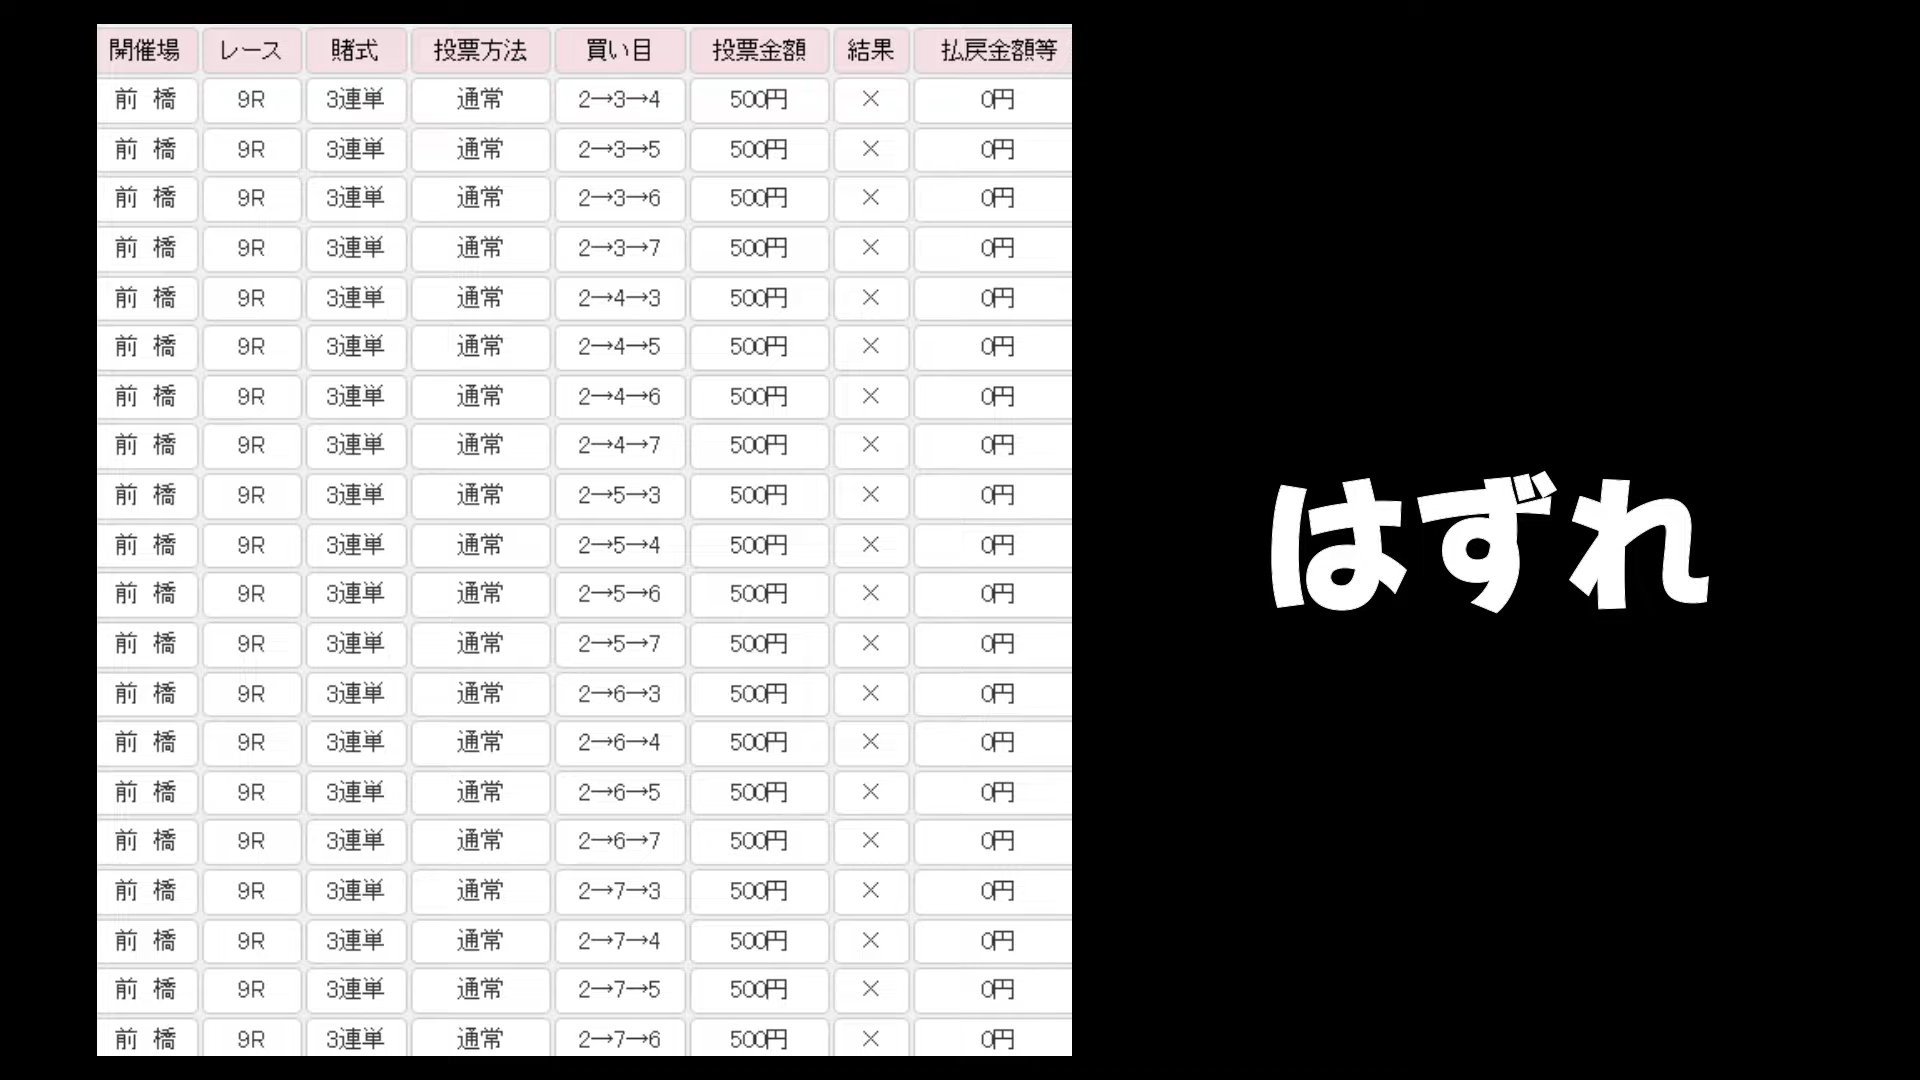 開催場 レース 賭式 投票方法 買い目 投票金額 結果 払戻金額等
前 橋 9R 3連単 通常 2→3→4 500円 × 0円
前 橋 9R 3連単 通常 2→3→5 500円 × 0円
前 橋 9R 3連単 通常 2→3→6 500円 × 0円
前 橋 9R 3連単 通常 2→3→7 500円 × 0円
前 橋 9R 3連単 通常 2→4→3 500円 × 0円
前 橋 9R 3連単 通常 2→4→5 500円 × 0円
前 橋 9R 3連単 通常 2→4→6 500円 × 0円
前 橋 9R 3連単 通常 2→4→7 500円 × 0円
前 橋 9R 3連単 通常 2→5→3 500円 × 0円
前 橋 9R 3連単 通常 2→5→4 500円 × 0円
前 橋 9R 3連単 通常 2→5→6 500円 × 0円
前 橋 9R 3連単 通常 2→5→7 500円 × 0円
前 橋 9R 3連単 通常 2→6→3 500円 × 0円
前 橋 9R 3連単 通常 2→6→4 500円 × 0円
前 橋 9R 3連単 通常 2→6→5 500円 × 0円
前 橋 9R 3連単 通常 2→6→7 500円 × 0円
前 橋 9R 3連単 通常 2→7→3 500円 × 0円
前 橋 9R 3連単 通常 2→7→4 500円 × 0円
前 橋 9R 3連単 通常 2→7→5 500円 × 0円
前 橋 9R 3連単 通常 2→7→6 500円 × 0円
はずれ